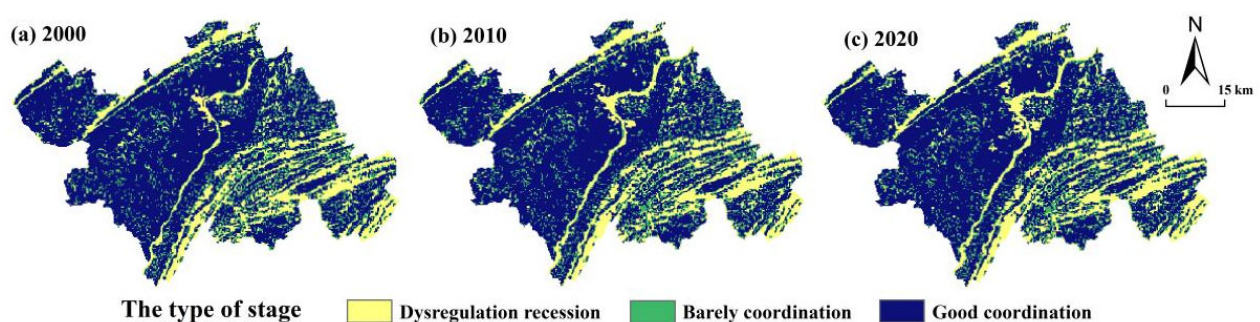 (a) 2000
(b) 2010
(c) 2020
N
0 15 km
The type of stage Dysregulation recession Barely coordination Good coordination